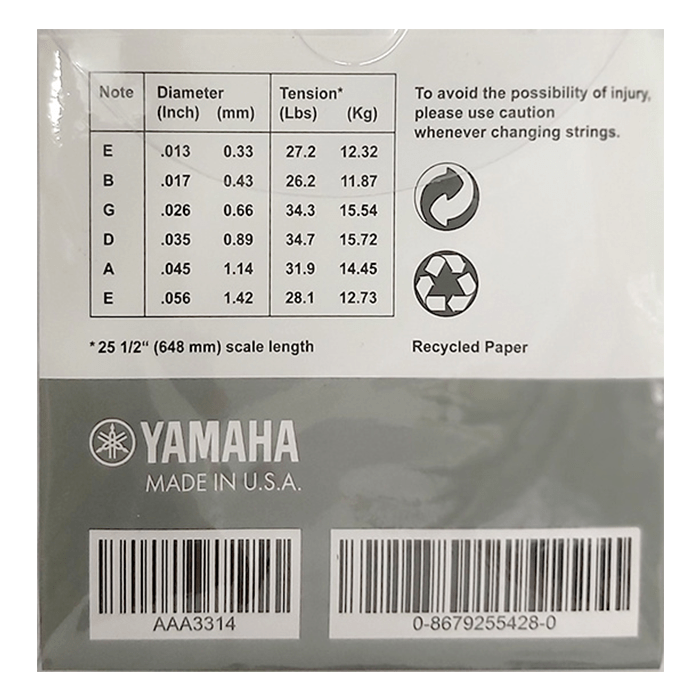 Note Diameter Tension*
(Inch) (mm) (Lbs) (Kg)
E .013 0.33 27.2 12.32
B .017 0.43 26.2 11.87
G .026 0.66 34.3 15.54
D .035 0.89 34.7 15.72
A .045 1.14 31.9 14.45
E .056 1.42 28.1 12.73
*25 1/2“ (648 mm) scale length
To avoid the possibility of injury,
please use caution
whenever changing strings.
Recycled Paper
YAMAHA
MADE IN U.S.A.
AAA3314
0-8679255428-0